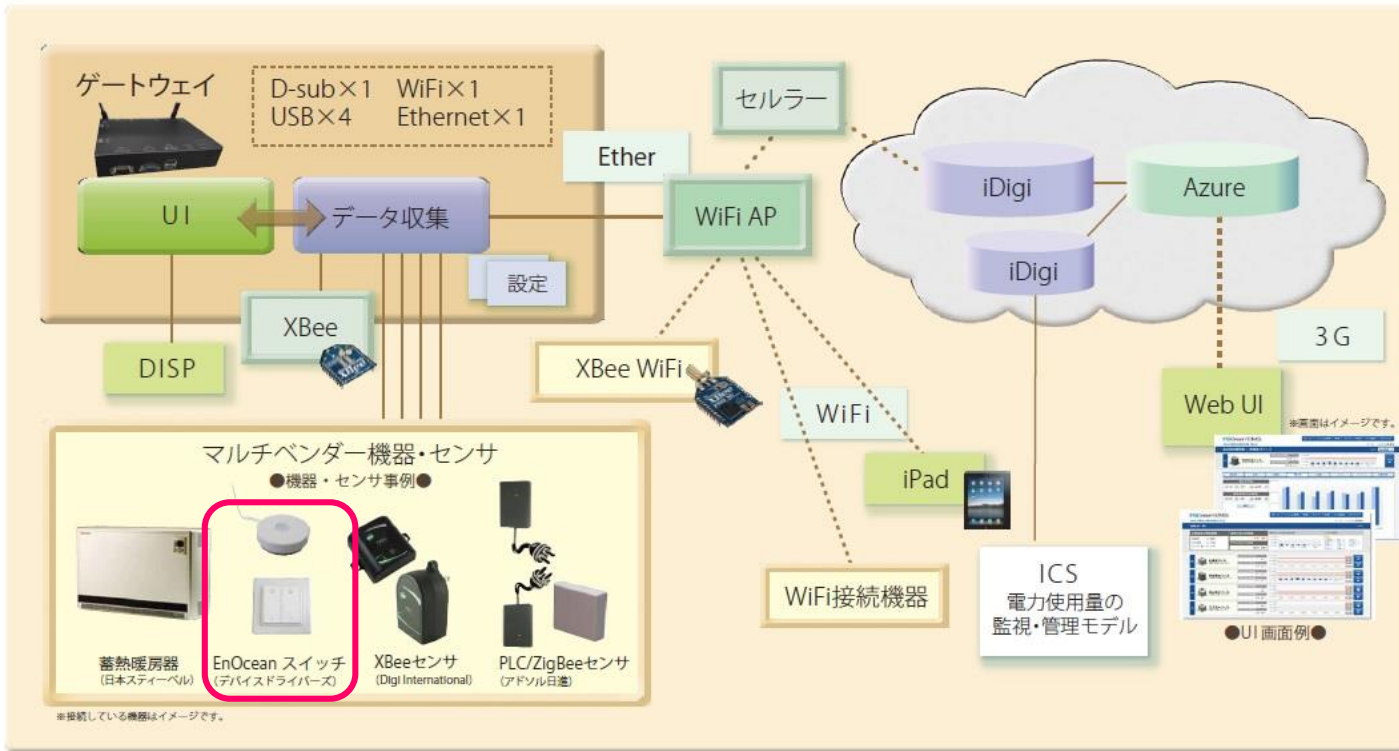 ゲートウェイ
D-sub×1 WiFi×1
USB×4 Ethernet×1
セルラー
Ether
iDigi
Azure
UI
データ収集
WiFi AP
iDigi
設定
XBee
3G
DISP
XBee WiFi
WiFi
Web UI
※画面はイメージです。
マルチベンダー機器・センサ
●機器・センサ事例●
iPad
ICS
電力使用量の
監視・管理モデル
WiFi接続機器
●UI画面例●
蓄熱暖房器
(日本スティーベル)
EnOcean スイッチ
(デバイスドライバーズ)
XBeeセンサ
(Digi International)
PLC/ZigBeeセンサ
(アドソル日進)
※接続している機器はイメージです。